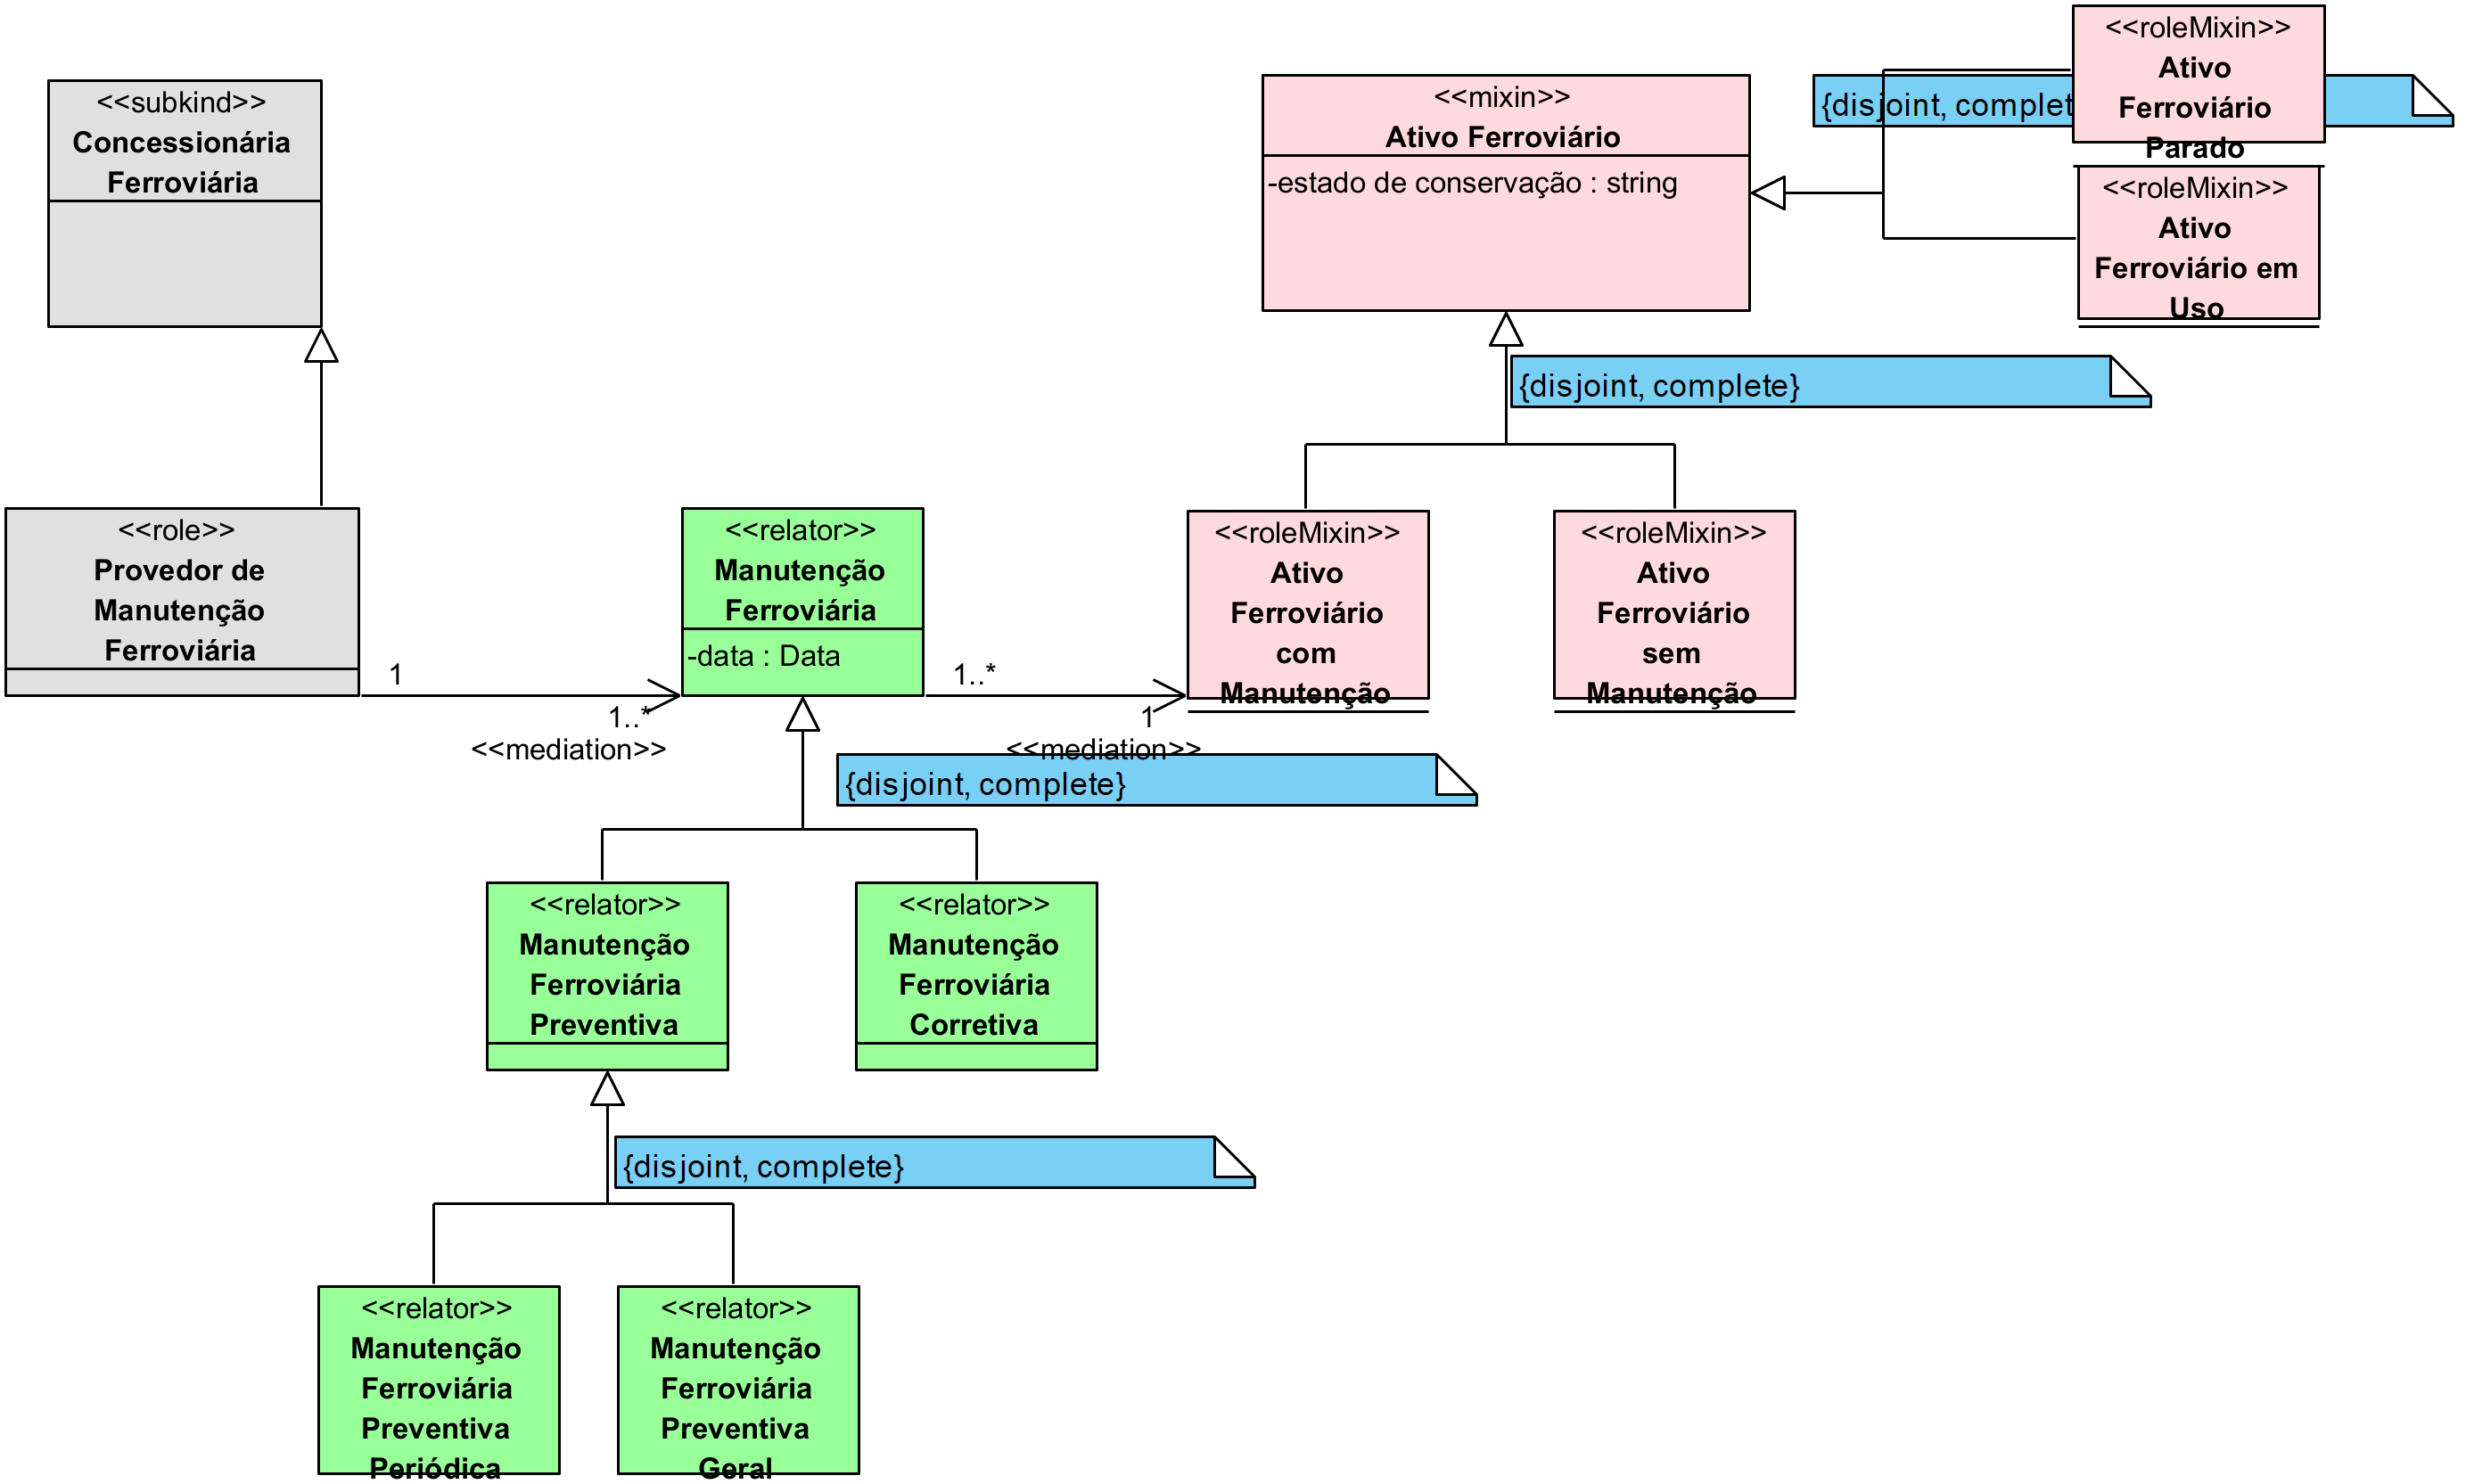 <<subkind>>
Concessionária
Ferroviária
<<mixin>>
Ativo Ferroviário
-estado de conservação : string
{disjoint, complet
<<roleMixin>>
Ativo
Ferroviário
Parado
<<roleMixin>>
Ativo
Ferroviário em
Uso
{disjoint, complete}
<<role>>
Provedor de
Manutenção
Ferroviária
1
1..*
<<mediation>>
<<relator>>
Manutenção
Ferroviária
-data : Data
1..*
1
<<mediation>>
<<roleMixin>>
Ativo
Ferroviário
com
Manutenção
<<roleMixin>>
Ativo
Ferroviário
sem
Manutenção
{disjoint, complete}
<<relator>>
Manutenção
Ferroviária
Preventiva
<<relator>>
Manutenção
Ferroviária
Corretiva
{disjoint, complete}
<<relator>>
Manutenção
Ferroviária
Preventiva
Periódica
<<relator>>
Manutenção
Ferroviária
Preventiva
Geral